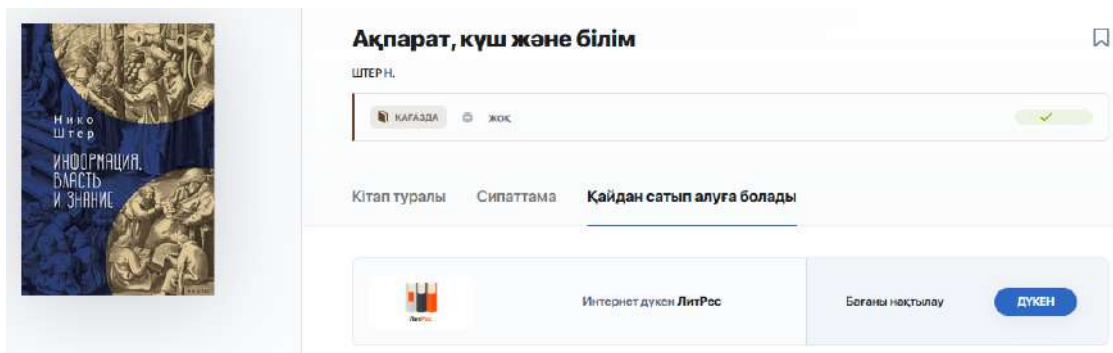 Нико
Штер
ИНФОРМАЦИЯ,
ВЛАСТЬ
И ЗНАНИЕ
Ақпарат, күш және білім
ШТЕР Н.
ҚАҒАЗДА жоқ
Кітап туралы Сипаттама Қайдан сатып алуға болады
ЛитРес
Интернет дүкен ЛитРес Бағаны нақтылау ДҮКЕН